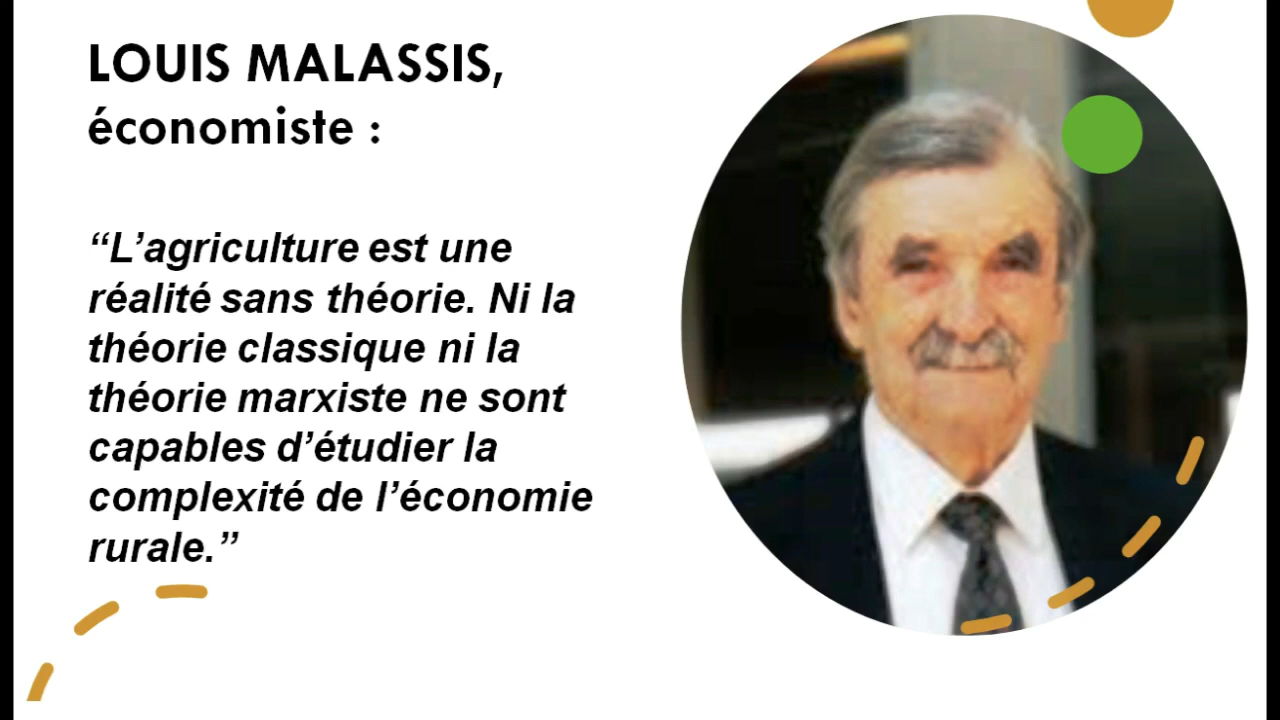 LOUIS MALASSIS,
économiste :
“L’agriculture est une
réalité sans théorie. Ni la
théorie classique ni la
théorie marxiste ne sont
capables d’étudier la
complexité de l’économie
rurale.”